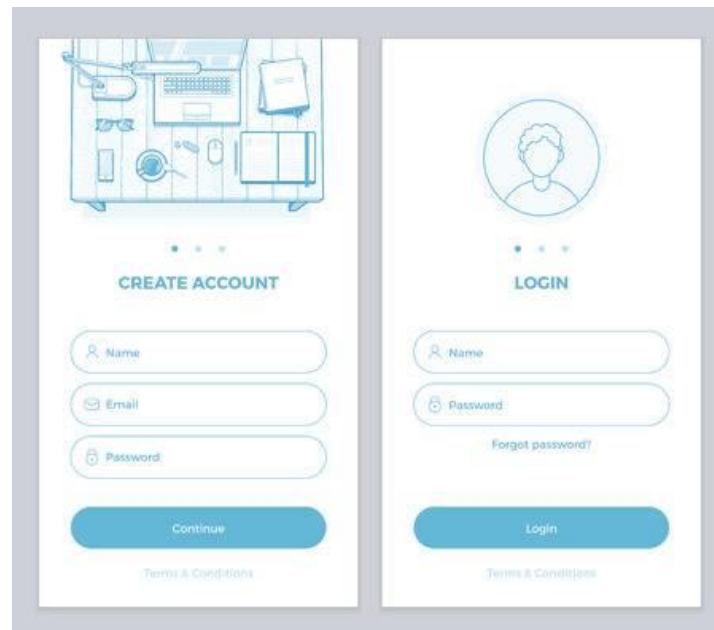 CREATE ACCOUNT
Name
Email
Password
Continue
Terms & Conditions
LOGIN
Name
Password
Forgot password?
Login
Terms & Conditions